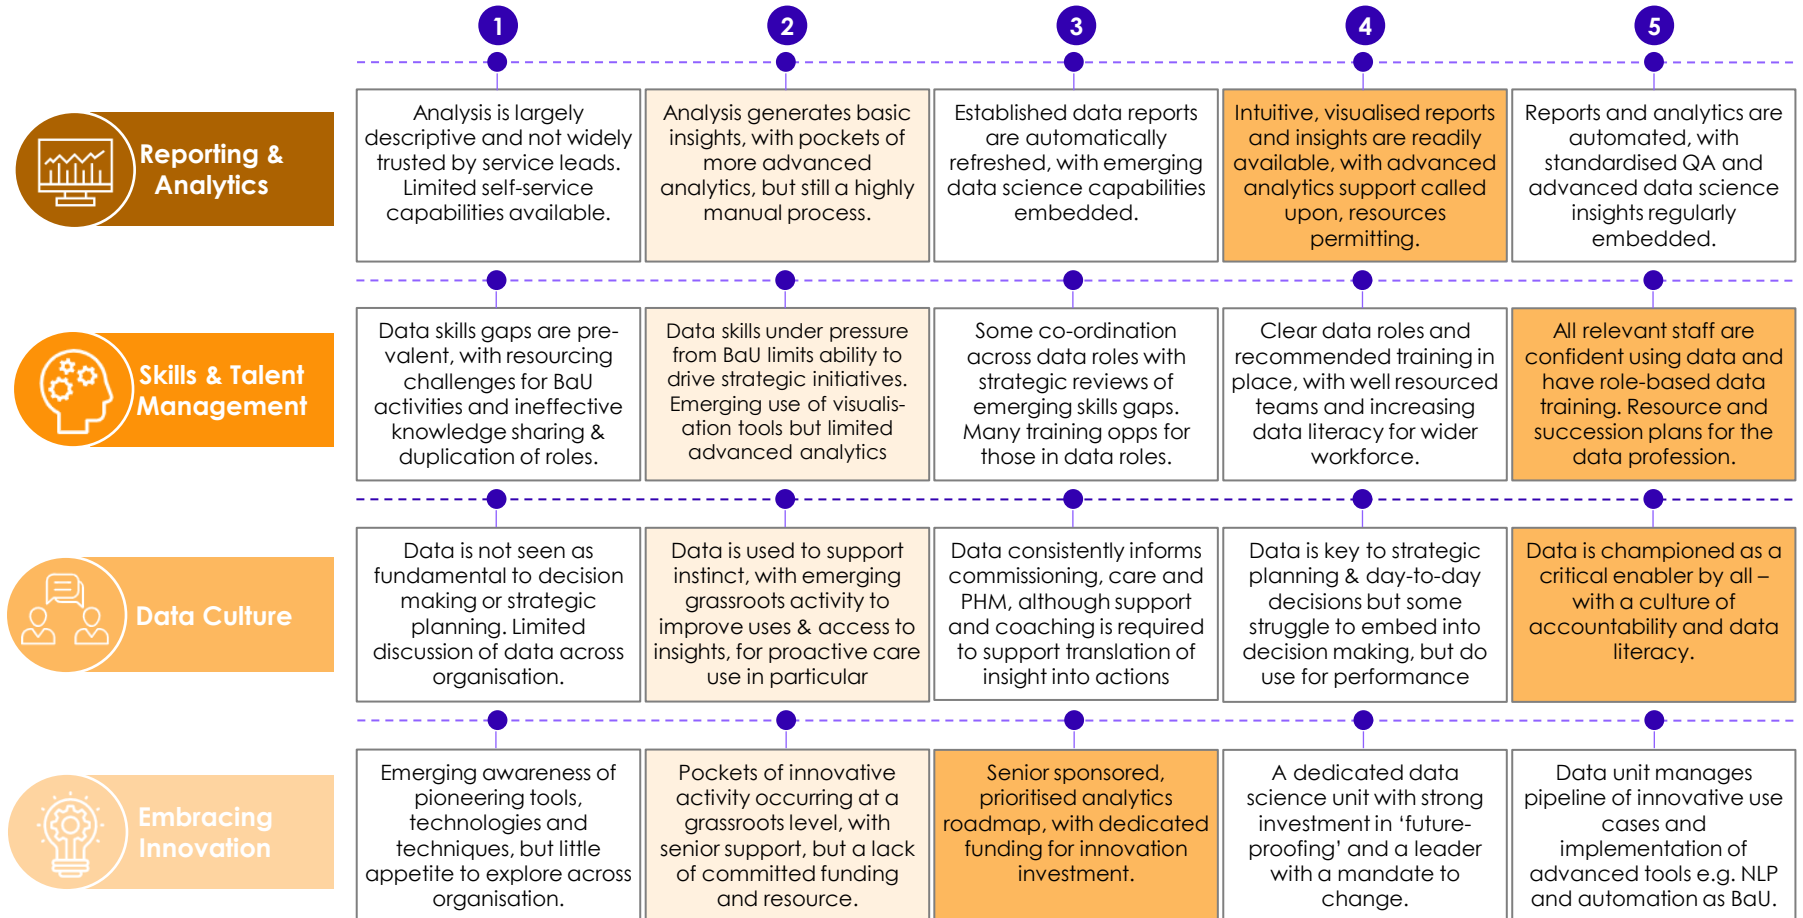 1
2
3
4
5
Reporting &
Analytics
Analysis is largely
descriptive and not widely
trusted by service leads.
Limited self-service
capabilities available.
Analysis generates basic
insights, with pockets of
more advanced
analytics, but still a highly
manual process.
Established data reports
are automatically
refreshed, with emerging
data science capabilities
embedded.
Intuitive, visualised reports
and insights are readily
available, with advanced
analytics support called
upon, resources
permitting.
Reports and analytics are
automated, with
standardised QA and
advanced data science
insights regularly
embedded.
Skills & Talent
Management
Data skills gaps are pre-
valent, with resourcing
challenges for BaU
activities and ineffective
knowledge sharing &
duplication of roles.
Data skills under pressure
from BaU limits ability to
drive strategic initiatives.
Emerging use of visualis-
ation tools but limited
advanced analytics
Some co-ordination
across data roles with
strategic reviews of
emerging skills gaps.
Many training opps for
those in data roles.
Clear data roles and
recommended training in
place, with well resourced
teams and increasing
data literacy for wider
workforce.
All relevant staff are
confident using data and
have role-based data
training. Resource and
succession plans for the
data profession.
Data Culture
Data is not seen as
fundamental to decision
making or strategic
planning. Limited
discussion of data across
organisation.
Data is used to support
instinct, with emerging
grassroots activity to
improve uses & access to
insights, for proactive care
use in particular
Data consistently informs
commissioning, care and
PHM, although support
and coaching is required
to support translation of
insight into actions
Data is key to strategic
planning & day-to-day
decisions but some
struggle to embed into
decision making, but do
use for performance
Data is championed as a
critical enabler by all –
with a culture of
accountability and data
literacy.
Embracing
Innovation
Emerging awareness of
pioneering tools,
technologies and
techniques, but little
appetite to explore across
organisation.
Pockets of innovative
activity occurring at a
grassroots level, with
senior support, but a lack
of committed funding
and resource.
Senior sponsored,
prioritised analytics
roadmap, with dedicated
funding for innovation
investment.
A dedicated data
science unit with strong
investment in ‘future-
proofing’ and a leader
with a mandate to
change.
Data unit manages
pipeline of innovative use
cases and
implementation of
advanced tools e.g. NLP
and automation as BaU.